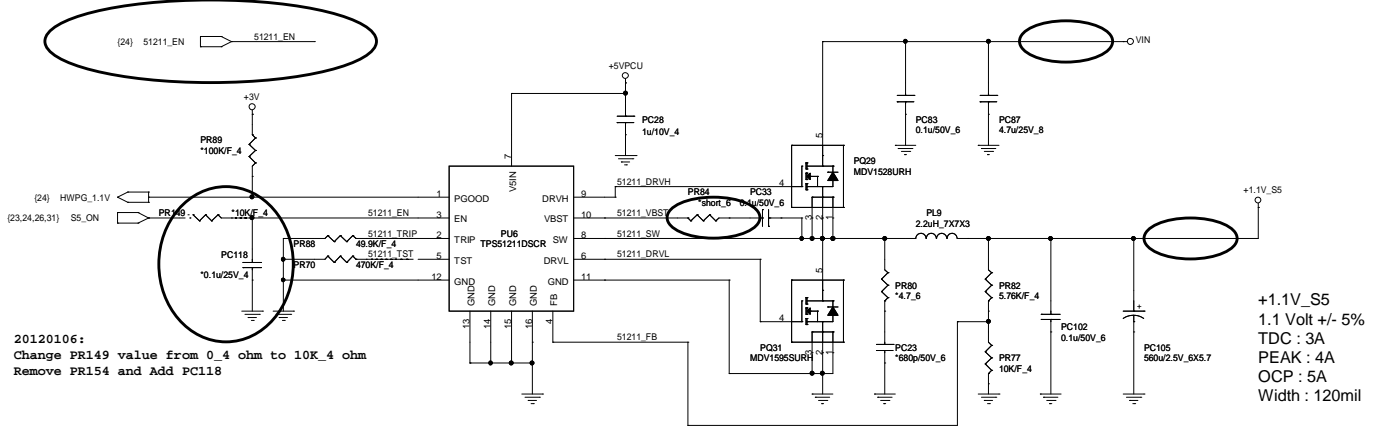 {24} 51211_EN 51211_EN
VIN
+5VPCU
+3V
PC28
1u/10V_4
PC83
0.1u/50V_6
PC87
4.7u/25V_8
PR89
*100K/F_4
5
PQ29
MDV1528URH
4
3 2 1
7
V5IN
{24} HWPG_1.1V
1 PGOOD
DRVH 9
51211_DRVH
PR84
*short_6
PC33
0.1u/50V_6
+1.1V_S5
{23,24,26,31} S5_ON
PR149
*10K/F_4
51211_EN
3 EN
VBST 10
51211_VBST
PU6
TPS51211DSCR
PL9
2.2uH_7X7X3
PR88
49.9K/F_4
51211_TRIP
2 TRIP
SW 8
51211_SW
PR70
470K/F_4
51211_TST
5 TST
DRVL 6
51211_DRVL
PC118
*0.1u/25V_4
12 GND
GND 11
GND GND GND GND FB
13 14 15 16 4
51211_FB
5
4
PQ31
MDV1595SURH
3 2 1
PR80
*4.7_6
PC23
*680p/50V_6
PR82
5.76K/F_4
PR77
10K/F_4
PC102
0.1u/50V_6
+
PC105
560u/2.5V_6X5.7
+1.1V_S5
1.1 Volt +/- 5%
TDC : 3A
PEAK : 4A
OCP : 5A
Width : 120mil
20120106:
Change PR149 value from 0_4 ohm to 10K_4 ohm
Remove PR154 and Add PC118